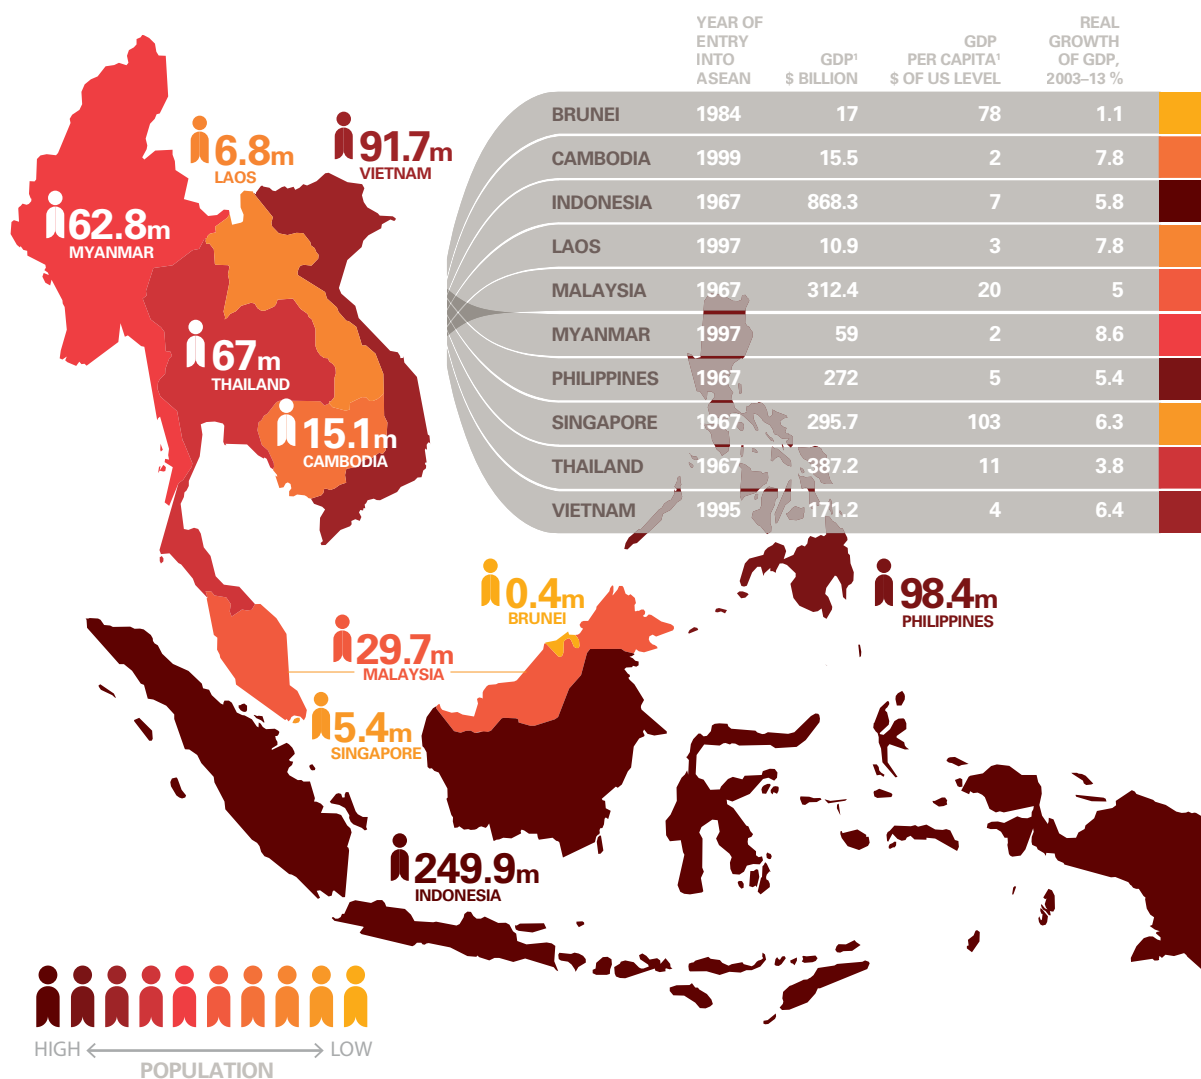 YEAR OF
ENTRY
INTO
ASEAN
GDP¹
$ BILLION
GDP
PER CAPITA¹
$ OF US LEVEL
REAL
GROWTH
OF GDP,
2003–13 %
BRUNEI 1984 17 78 1.1
CAMBODIA 1999 15.5 2 7.8
INDONESIA 1967 868.3 7 5.8
LAOS 1997 10.9 3 7.8
MALAYSIA 1967 312.4 20 5
MYANMAR 1997 59 2 8.6
PHILIPPINES 1967 272 5 5.4
SINGAPORE 1967 295.7 103 6.3
THAILAND 1967 387.2 11 3.8
VIETNAM 1995 171.2 4 6.4
6.8m
LAOS
91.7m
VIETNAM
62.8m
MYANMAR
67m
THAILAND
15.1m
CAMBODIA
0.4m
BRUNEI
98.4m
PHILIPPINES
29.7m
MALAYSIA
5.4m
SINGAPORE
249.9m
INDONESIA
HIGH LOW
POPULATION